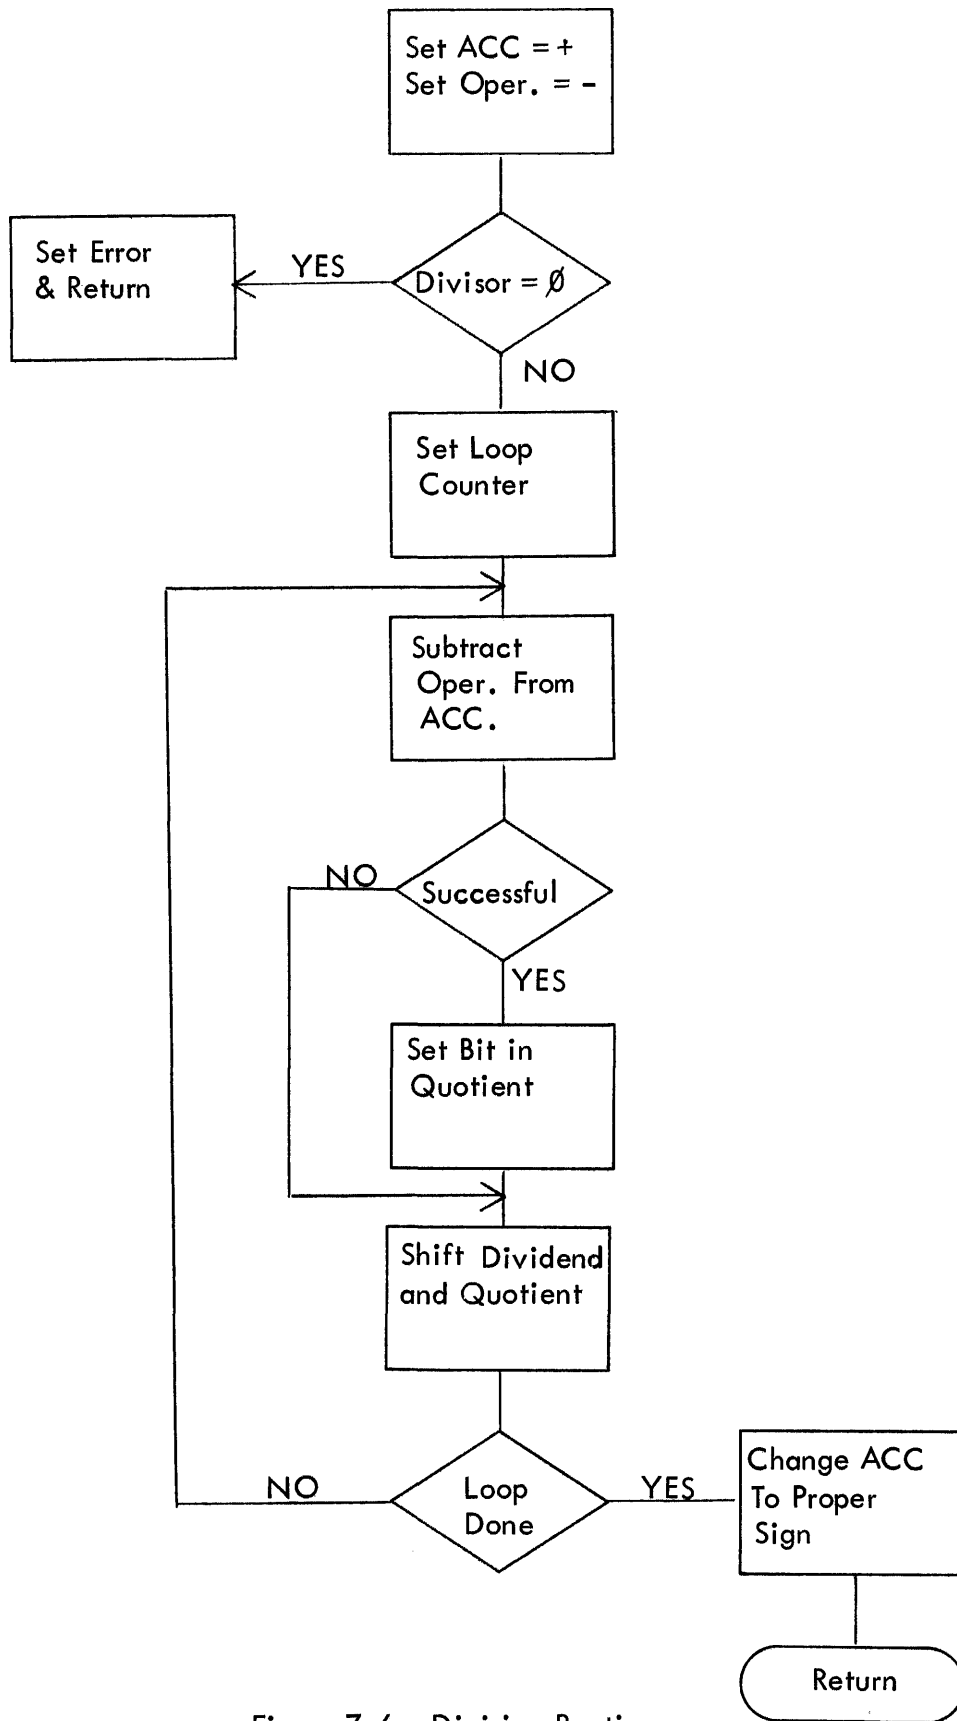 Set ACC = +
Set Oper. = -
Set Error
& Return
YES
Divisor = Ø
NO
Set Loop
Counter
Subtract
Oper. From
ACC.
NO
Successful
YES
Set Bit in
Quotient
Shift Dividend
and Quotient
NO
Loop
Done
YES
Change ACC
To Proper
Sign
Return